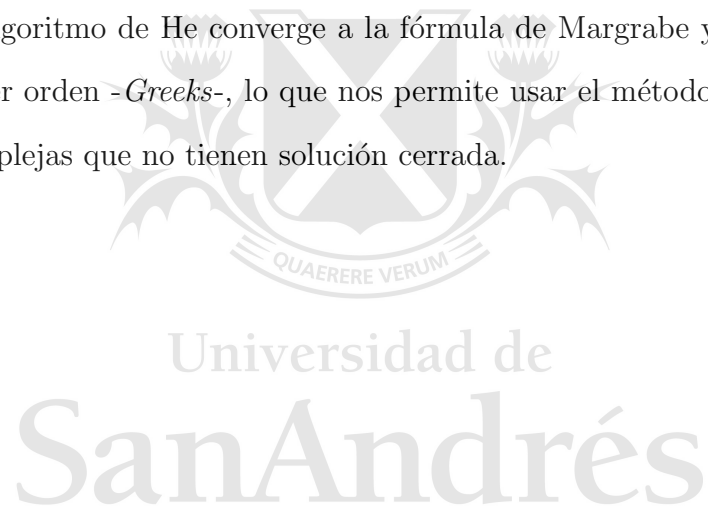 goritmo de He converge a la fórmula de Margrabe y
r orden -Greeks-, lo que nos permite usar el método
plejas que no tienen solución cerrada.
QUAERERE VERUM
Universidad de
SanAndrés